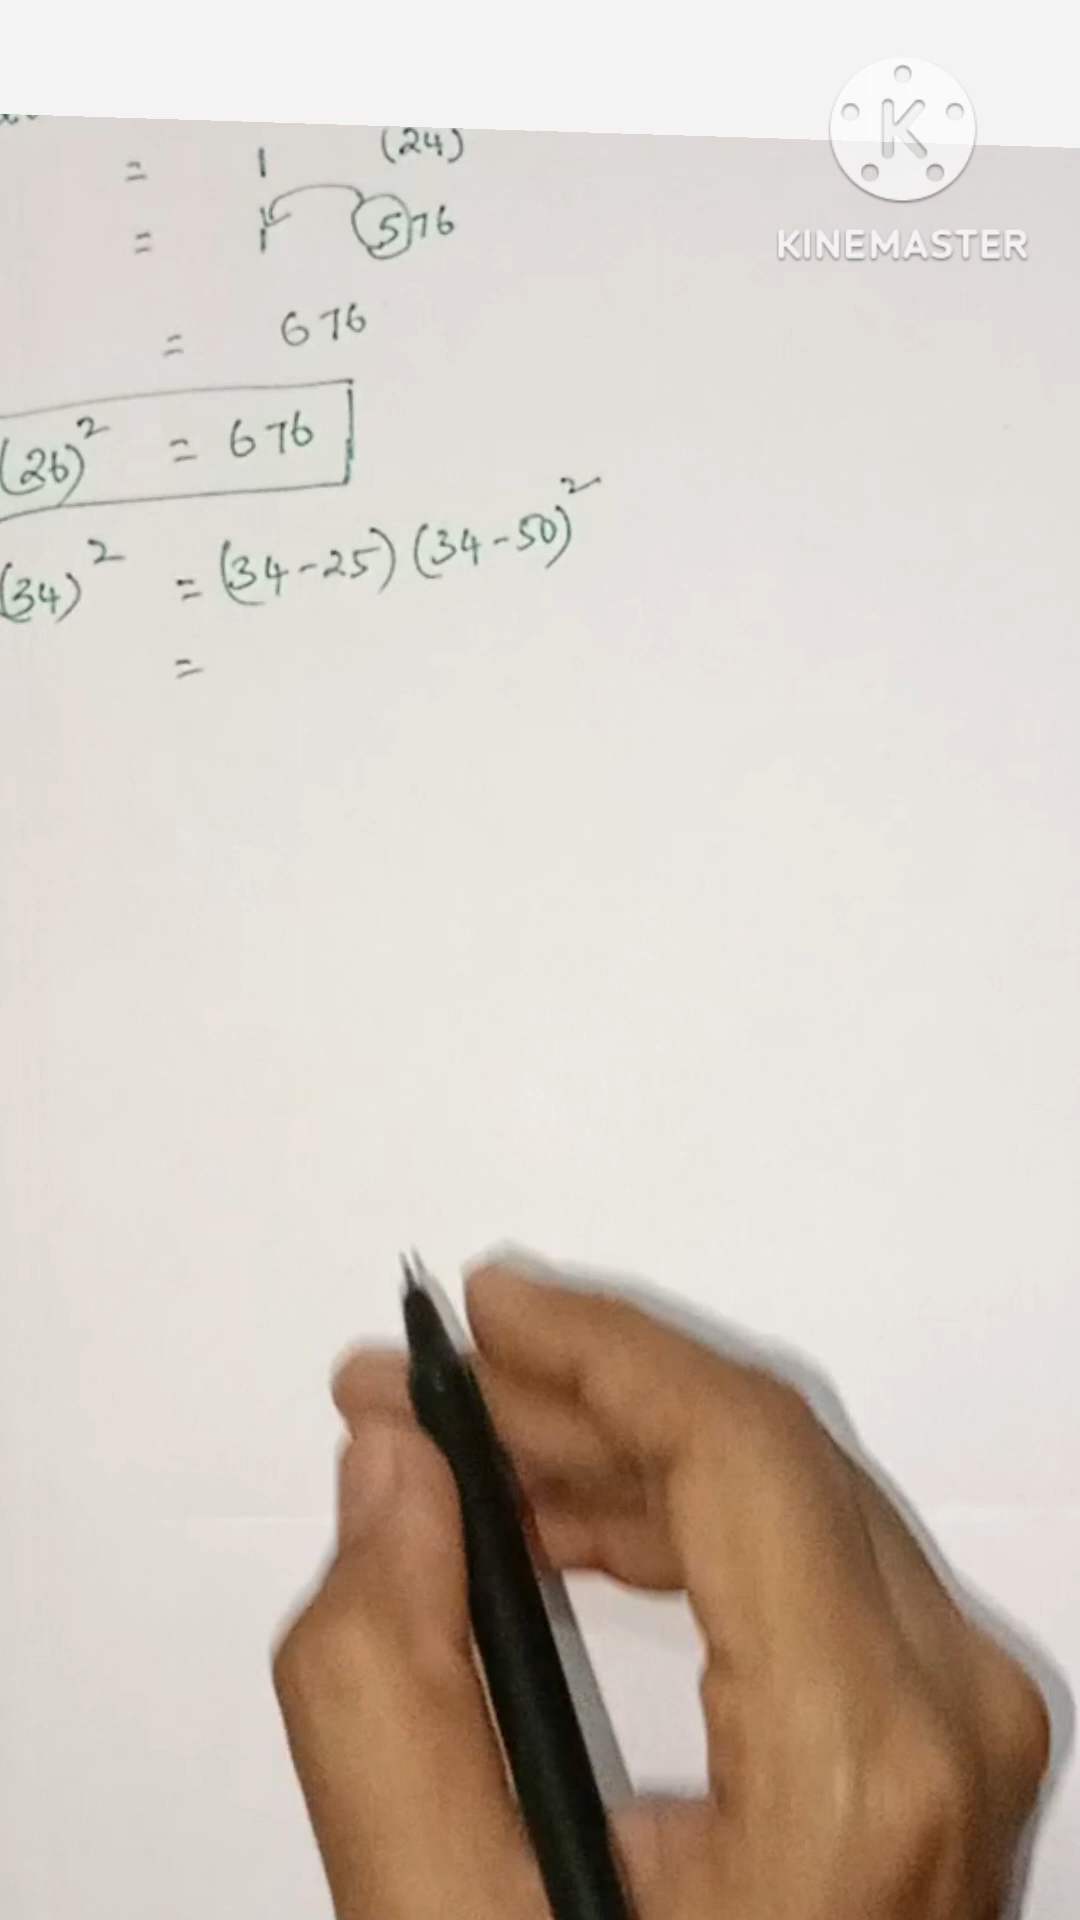 KINEMASTER
= 1 (24)
= 1 576
= 676
(26)² = 676
(34)² = (34-25) (34-50)²
=